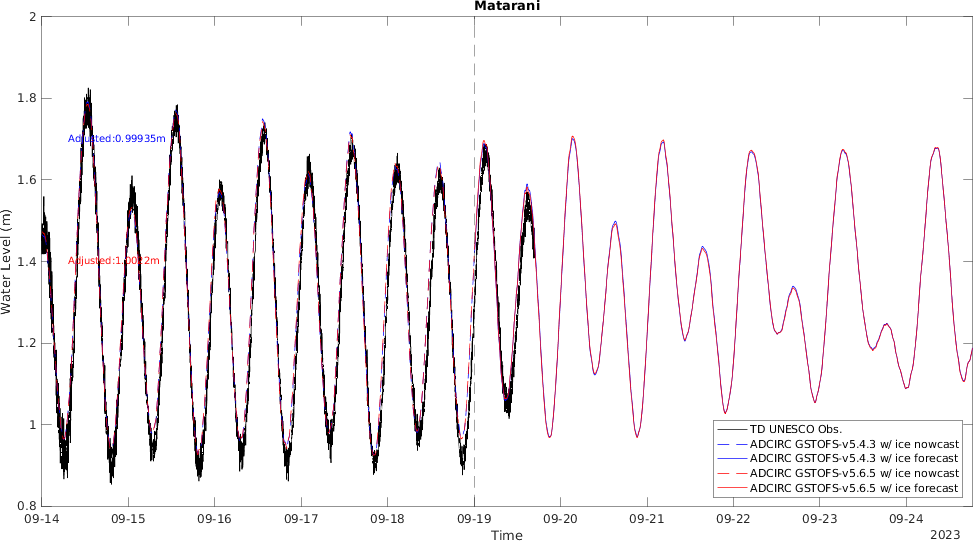 Matarani
2
1.8
1.6
1.4
1.2
1
0.8
Water Level (m)
Adjusted:0.99935m
Adjusted:1.0022m
TD UNESCO Obs.
ADCIRC GSTOFS-v5.4.3 w/ ice nowcast
ADCIRC GSTOFS-v5.4.3 w/ ice forecast
ADCIRC GSTOFS-v5.6.5 w/ ice nowcast
ADCIRC GSTOFS-v5.6.5 w/ ice forecast
09-14 09-15 09-16 09-17 09-18 09-19 09-20 09-21 09-22 09-23 09-24
Time
2023